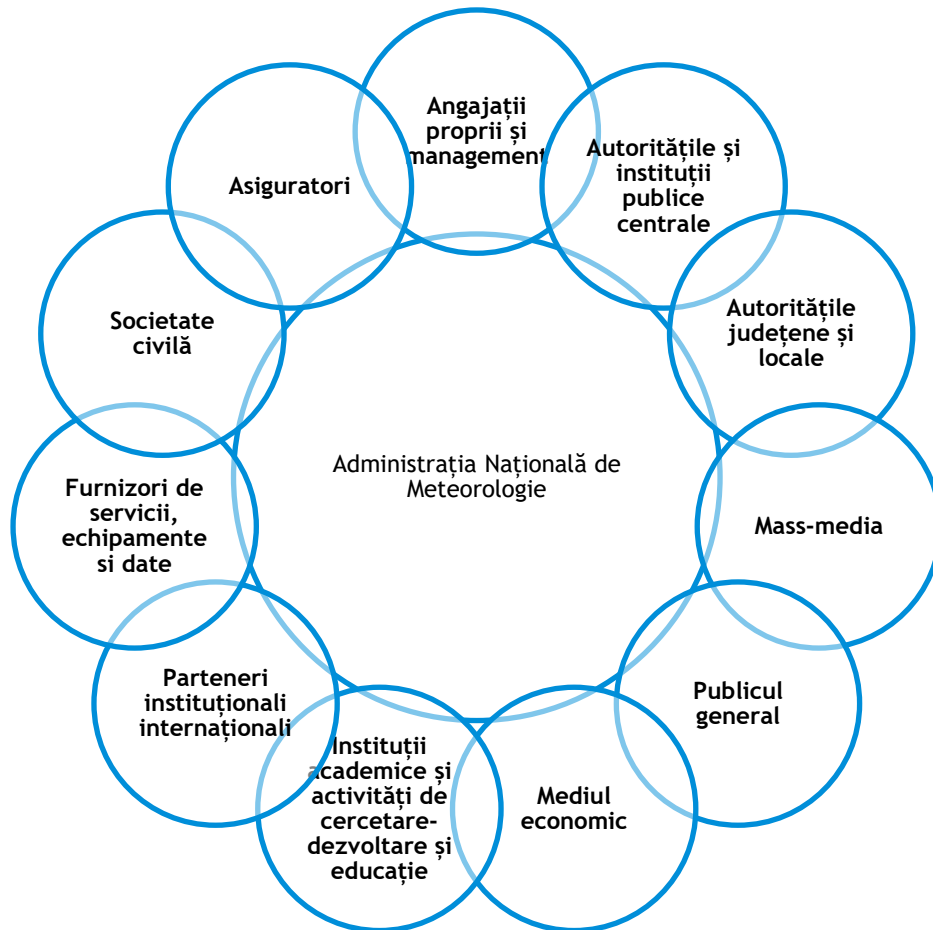 Angajații
proprii și
management
Autoritățile și
instituții
publice
centrale
Autoritățile
județene și
locale
Mass-media
Publicul
general
Mediul
economic
Instituții
academice și
activități de
cercetare-
dezvoltare și
educație
Parteneri
instituționali
internaționali
Furnizori de
servicii,
echipamente
si date
Societate
civilă
Asiguratori
Administrația Națională de
Meteorologie